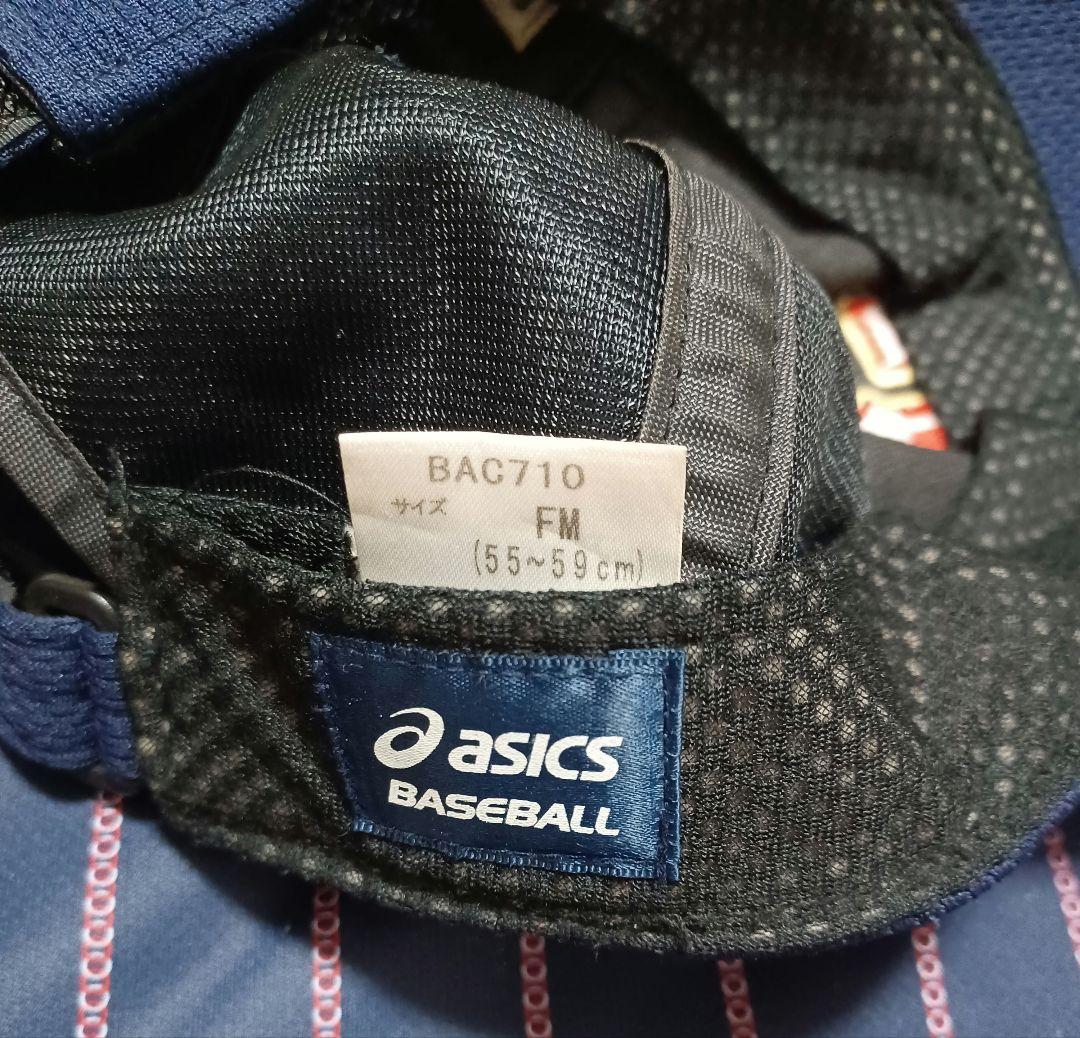 BAC710
サイズ FM
(55~59cm)
asics
BASEBALL